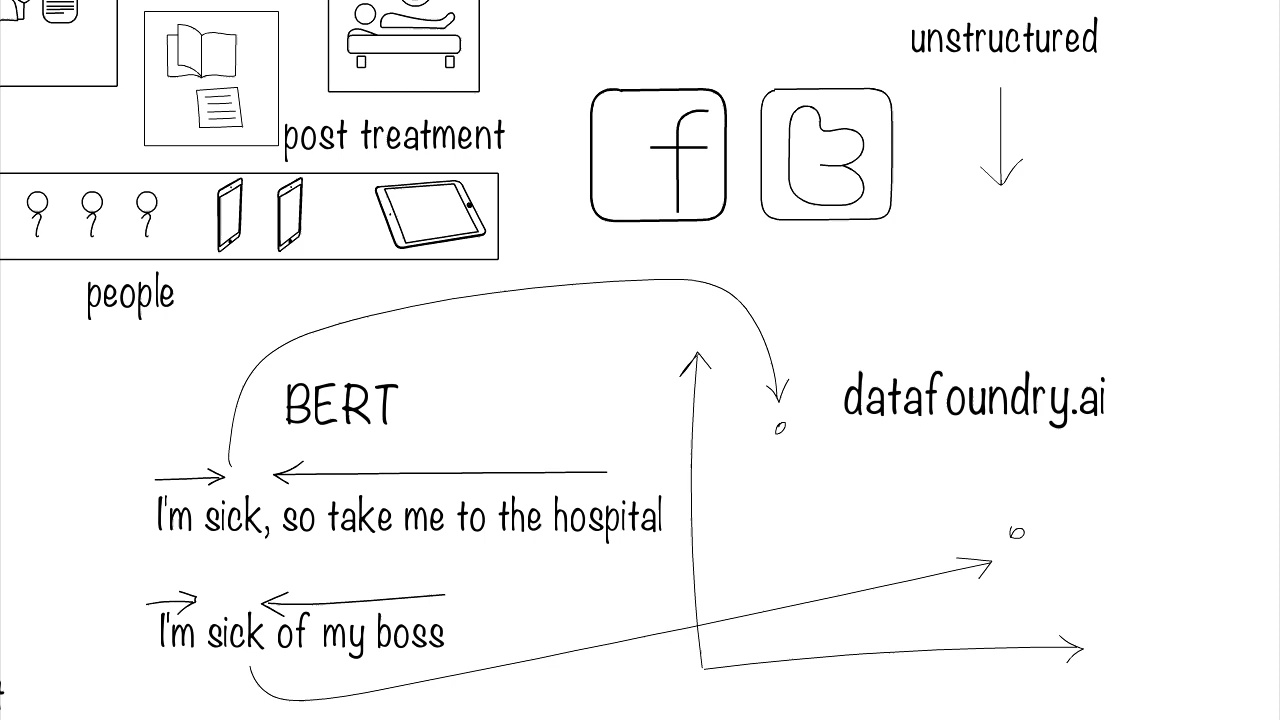 unstructured
f
t
post treatment
people
BERT
datafoundry.ai
I'm sick, so take me to the hospital
I'm sick of my boss